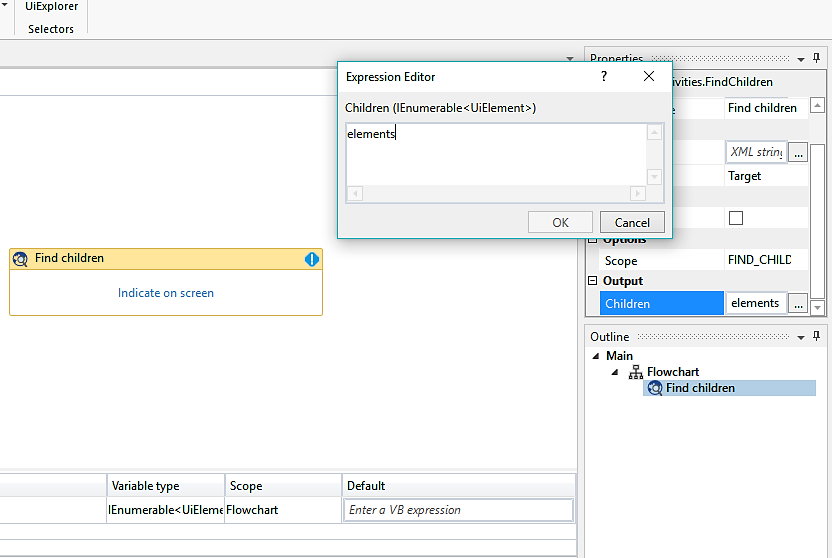 UiExplorer
Selectors
Properties
Expression Editor
?
ivities.FindChildren
Children (IEnumerable<UiElement>)
Find children
elements
XML string
...
Target
OK
Cancel
Options
Find children
Scope
FIND_CHILD
Output
Indicate on screen
Children
elements
...
Outline
Main
Flowchart
Find children
Variable type
Scope
Default
IEnumerable<UiEleme
Flowchart
Enter a VB expression